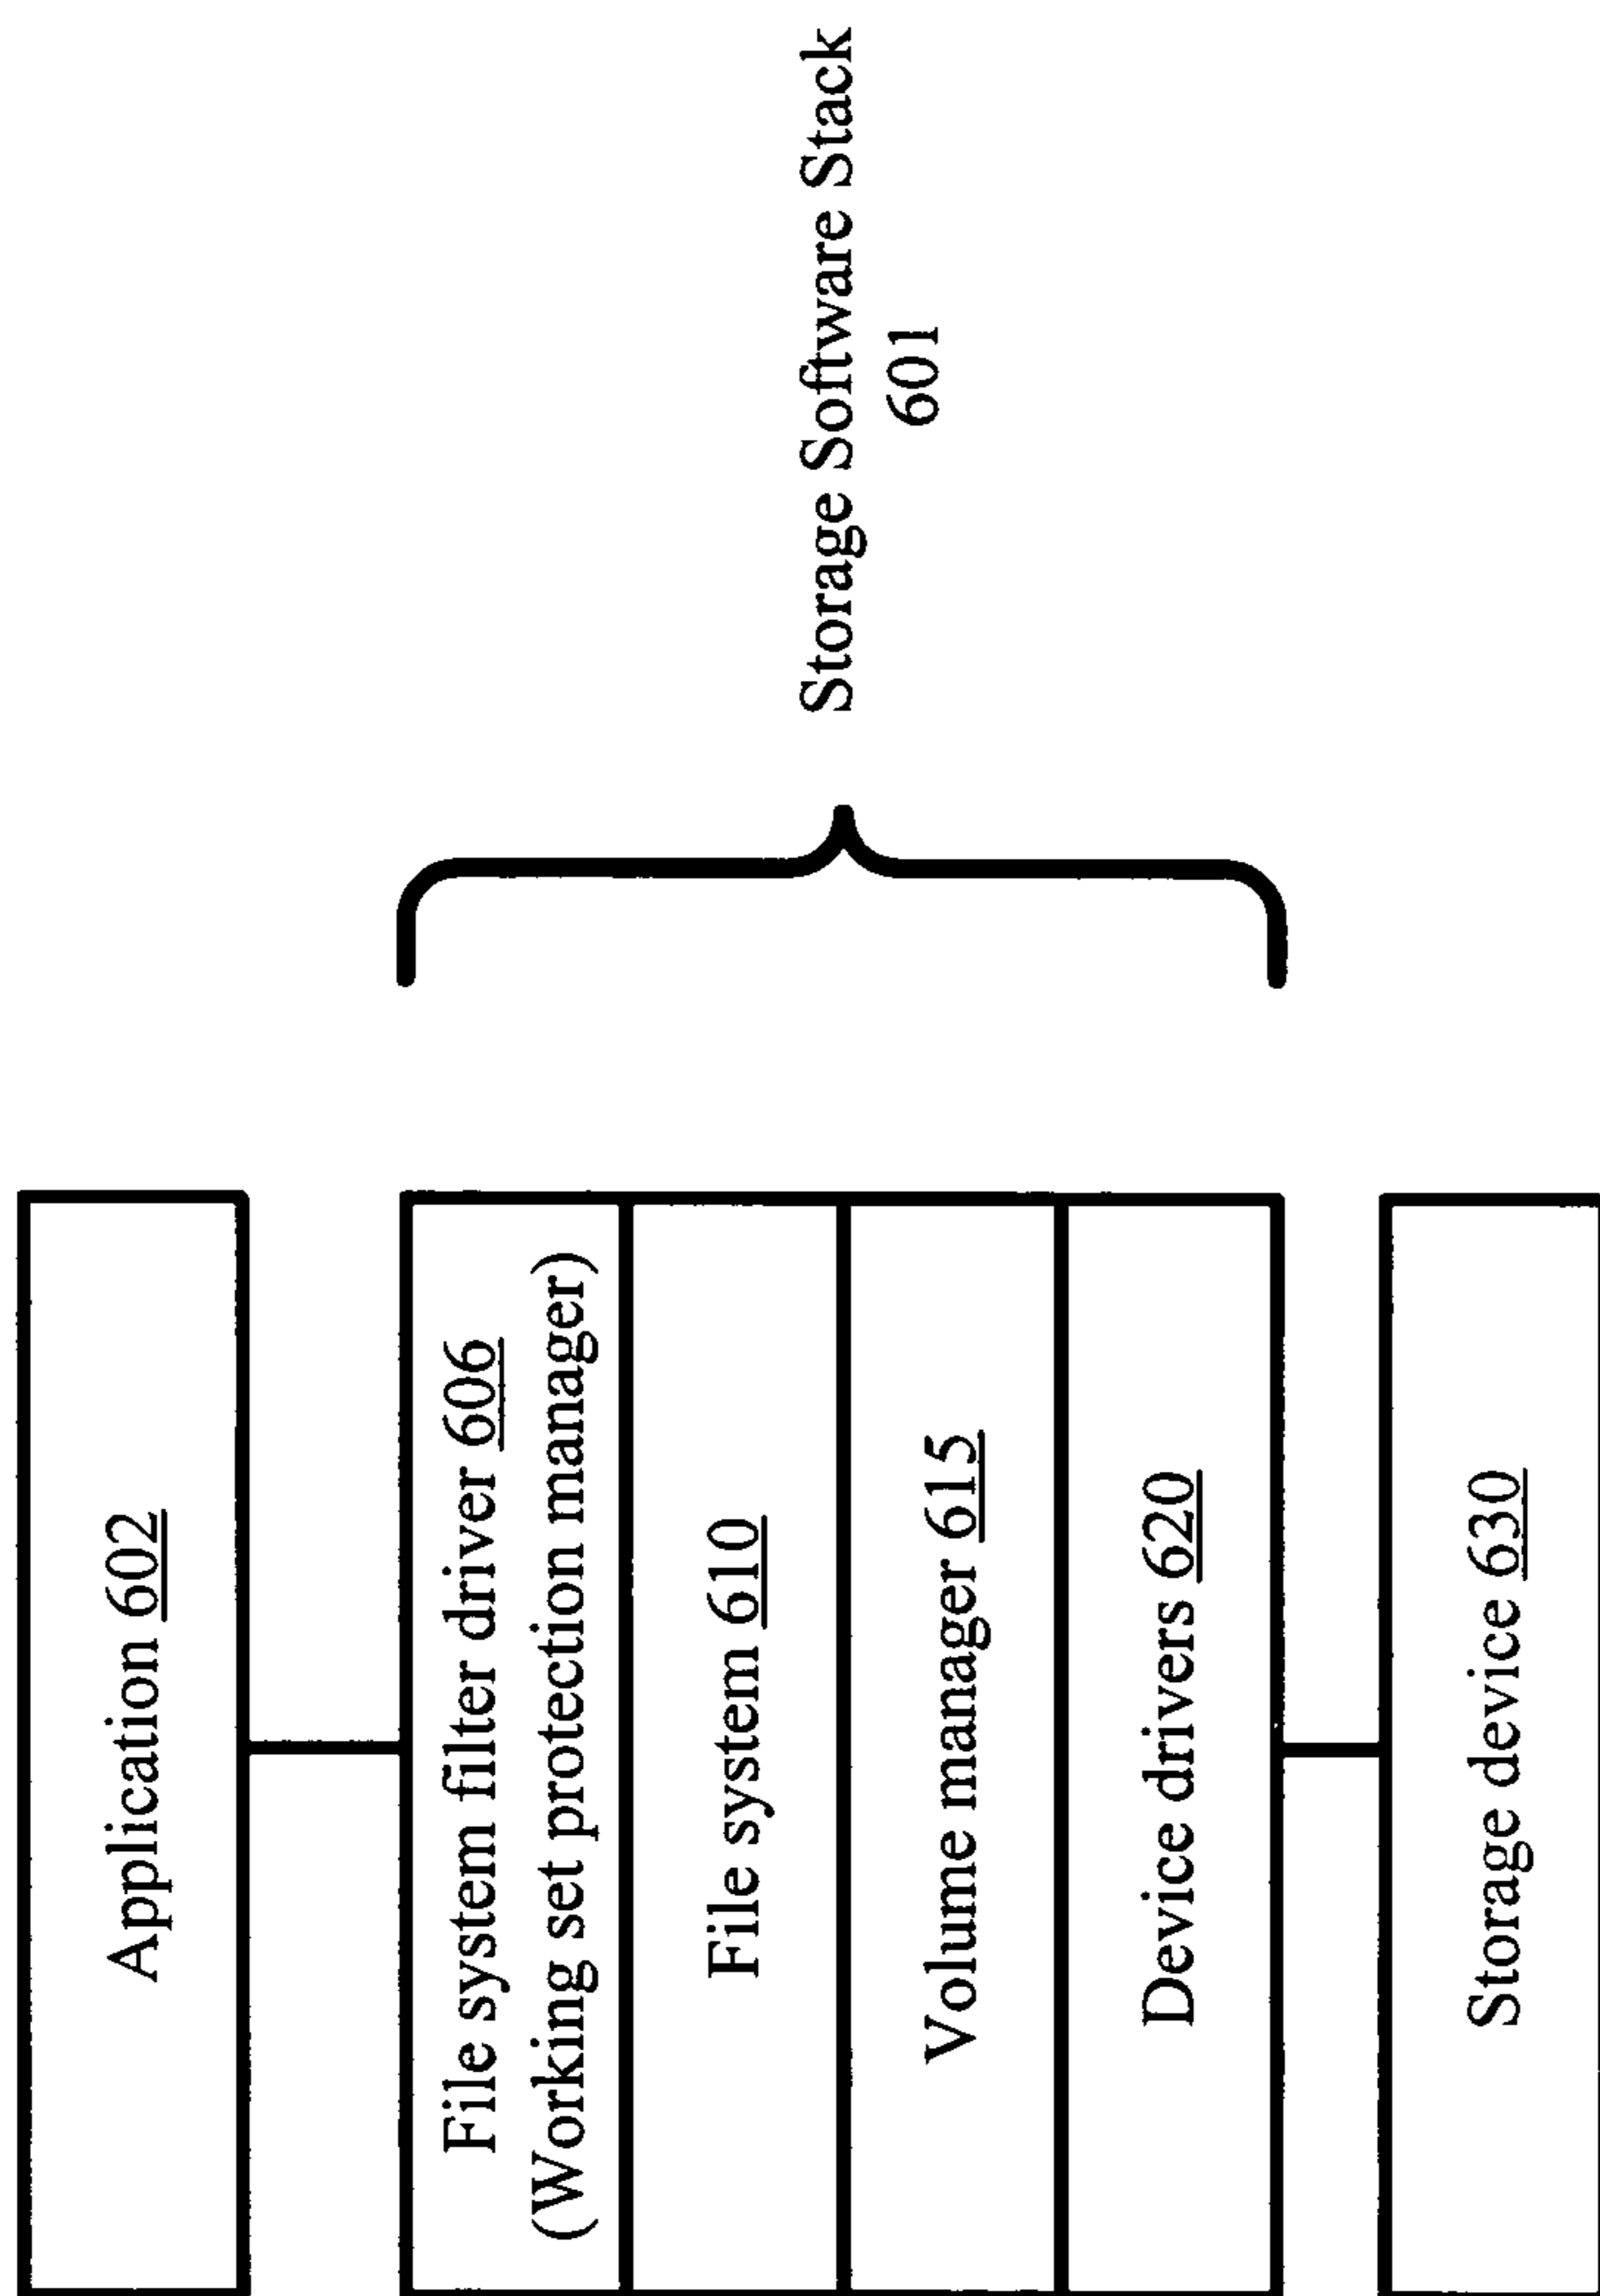 Application 602
File system filter driver 606
(Working set protection manager)
File system 610
Volume manager 615
Device drivers 620
Storage device 630
Storage Software Stack
601